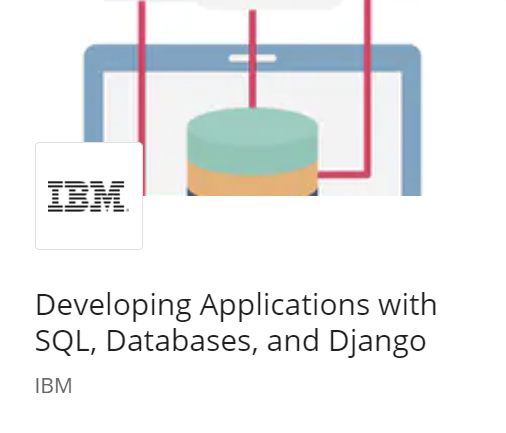 IBM
Developing Applications with
SQL, Databases, and Django
IBM